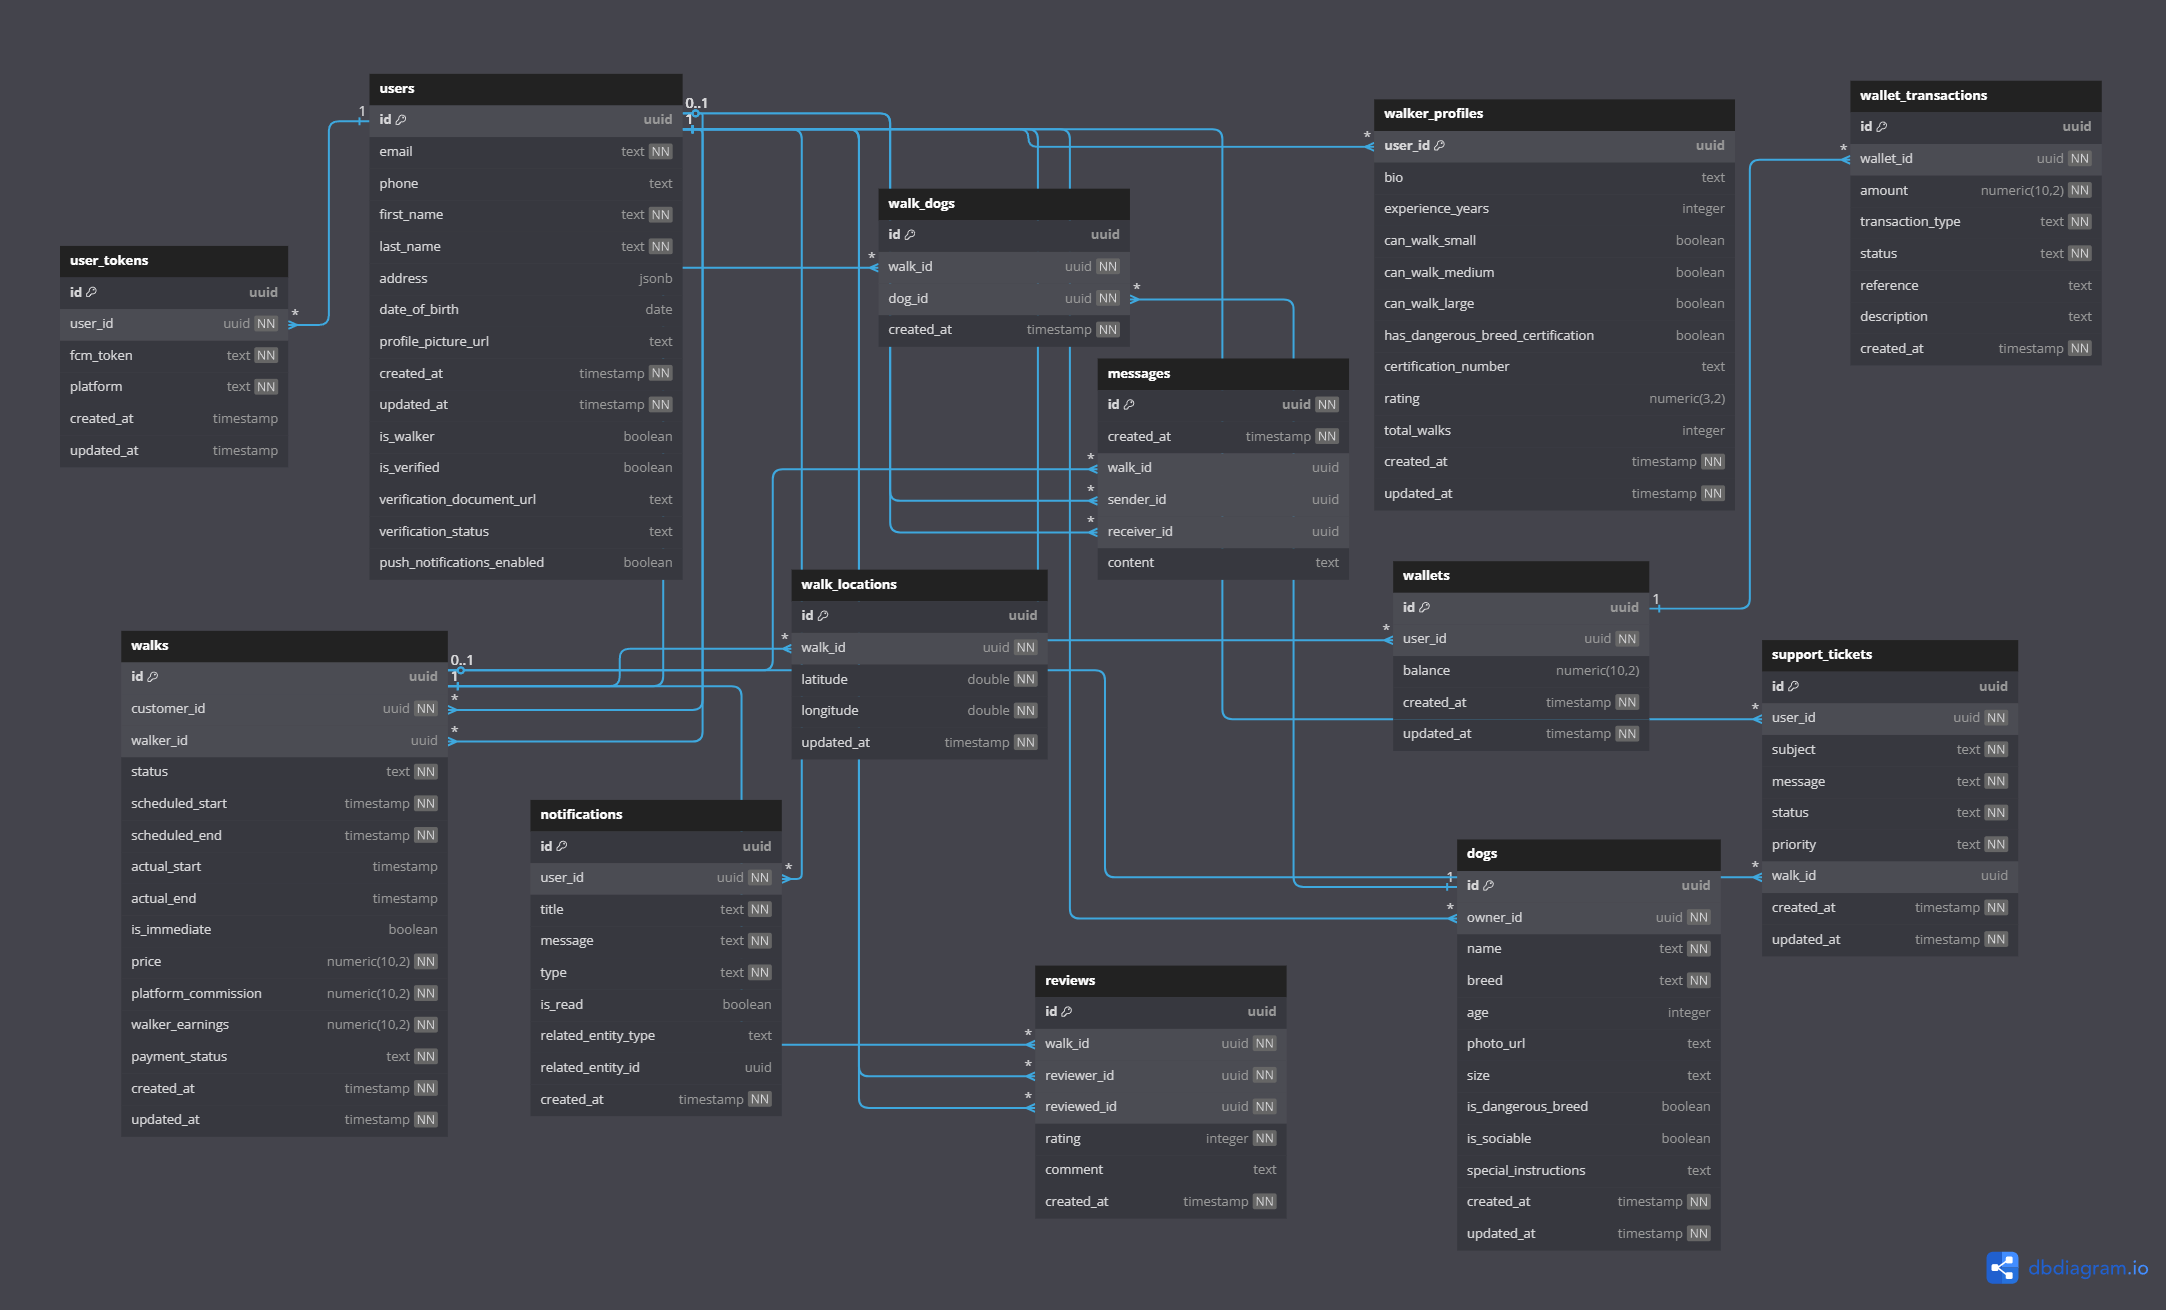 users
id uuid
email text NN
phone text
first_name text NN
last_name text NN
address jsonb
date_of_birth date
profile_picture_url text
created_at timestamp NN
updated_at timestamp NN
is_walker boolean
is_verified boolean
verification_document_url text
verification_status text
push_notifications_enabled boolean
1
0..1
1
user_tokens
id uuid
user_id uuid NN
fcm_token text NN
platform text NN
created_at timestamp
updated_at timestamp
*
walk_dogs
id uuid
walk_id uuid NN
dog_id uuid NN
created_at timestamp NN
*
*
messages
id uuid NN
created_at timestamp NN
walk_id uuid
sender_id uuid
receiver_id uuid
content text
*
*
*
walker_profiles
user_id uuid
bio text
experience_years integer
can_walk_small boolean
can_walk_medium boolean
can_walk_large boolean
has_dangerous_breed_certification boolean
certification_number text
rating numeric(3,2)
total_walks integer
created_at timestamp NN
updated_at timestamp NN
*
wallet_transactions
id uuid
wallet_id uuid NN
amount numeric(10,2) NN
transaction_type text NN
status text NN
reference text
description text
created_at timestamp NN
*
walk_locations
id uuid
walk_id uuid NN
latitude double NN
longitude double NN
updated_at timestamp NN
*
wallets
id uuid
user_id uuid NN
balance numeric(10,2)
created_at timestamp NN
updated_at timestamp NN
1
*
support_tickets
id uuid
user_id uuid NN
subject text NN
message text NN
status text NN
priority text NN
walk_id uuid
created_at timestamp NN
updated_at timestamp NN
*
*
walks
id uuid
customer_id uuid NN
walker_id uuid
status text NN
scheduled_start timestamp NN
scheduled_end timestamp NN
actual_start timestamp
actual_end timestamp
is_immediate boolean
price numeric(10,2) NN
platform_commission numeric(10,2) NN
walker_earnings numeric(10,2) NN
payment_status text NN
created_at timestamp NN
updated_at timestamp NN
0..1
1
*
*
notifications
id uuid
user_id uuid NN
title text NN
message text NN
type text NN
is_read boolean
related_entity_type text
related_entity_id uuid
created_at timestamp NN
*
reviews
id uuid
walk_id uuid NN
reviewer_id uuid NN
reviewed_id uuid NN
rating integer NN
comment text
created_at timestamp NN
*
*
*
dogs
id uuid
owner_id uuid NN
name text NN
breed text NN
age integer
photo_url text
size text
is_dangerous_breed boolean
is_sociable boolean
special_instructions text
created_at timestamp NN
updated_at timestamp NN
1
*
dbdiagram.io